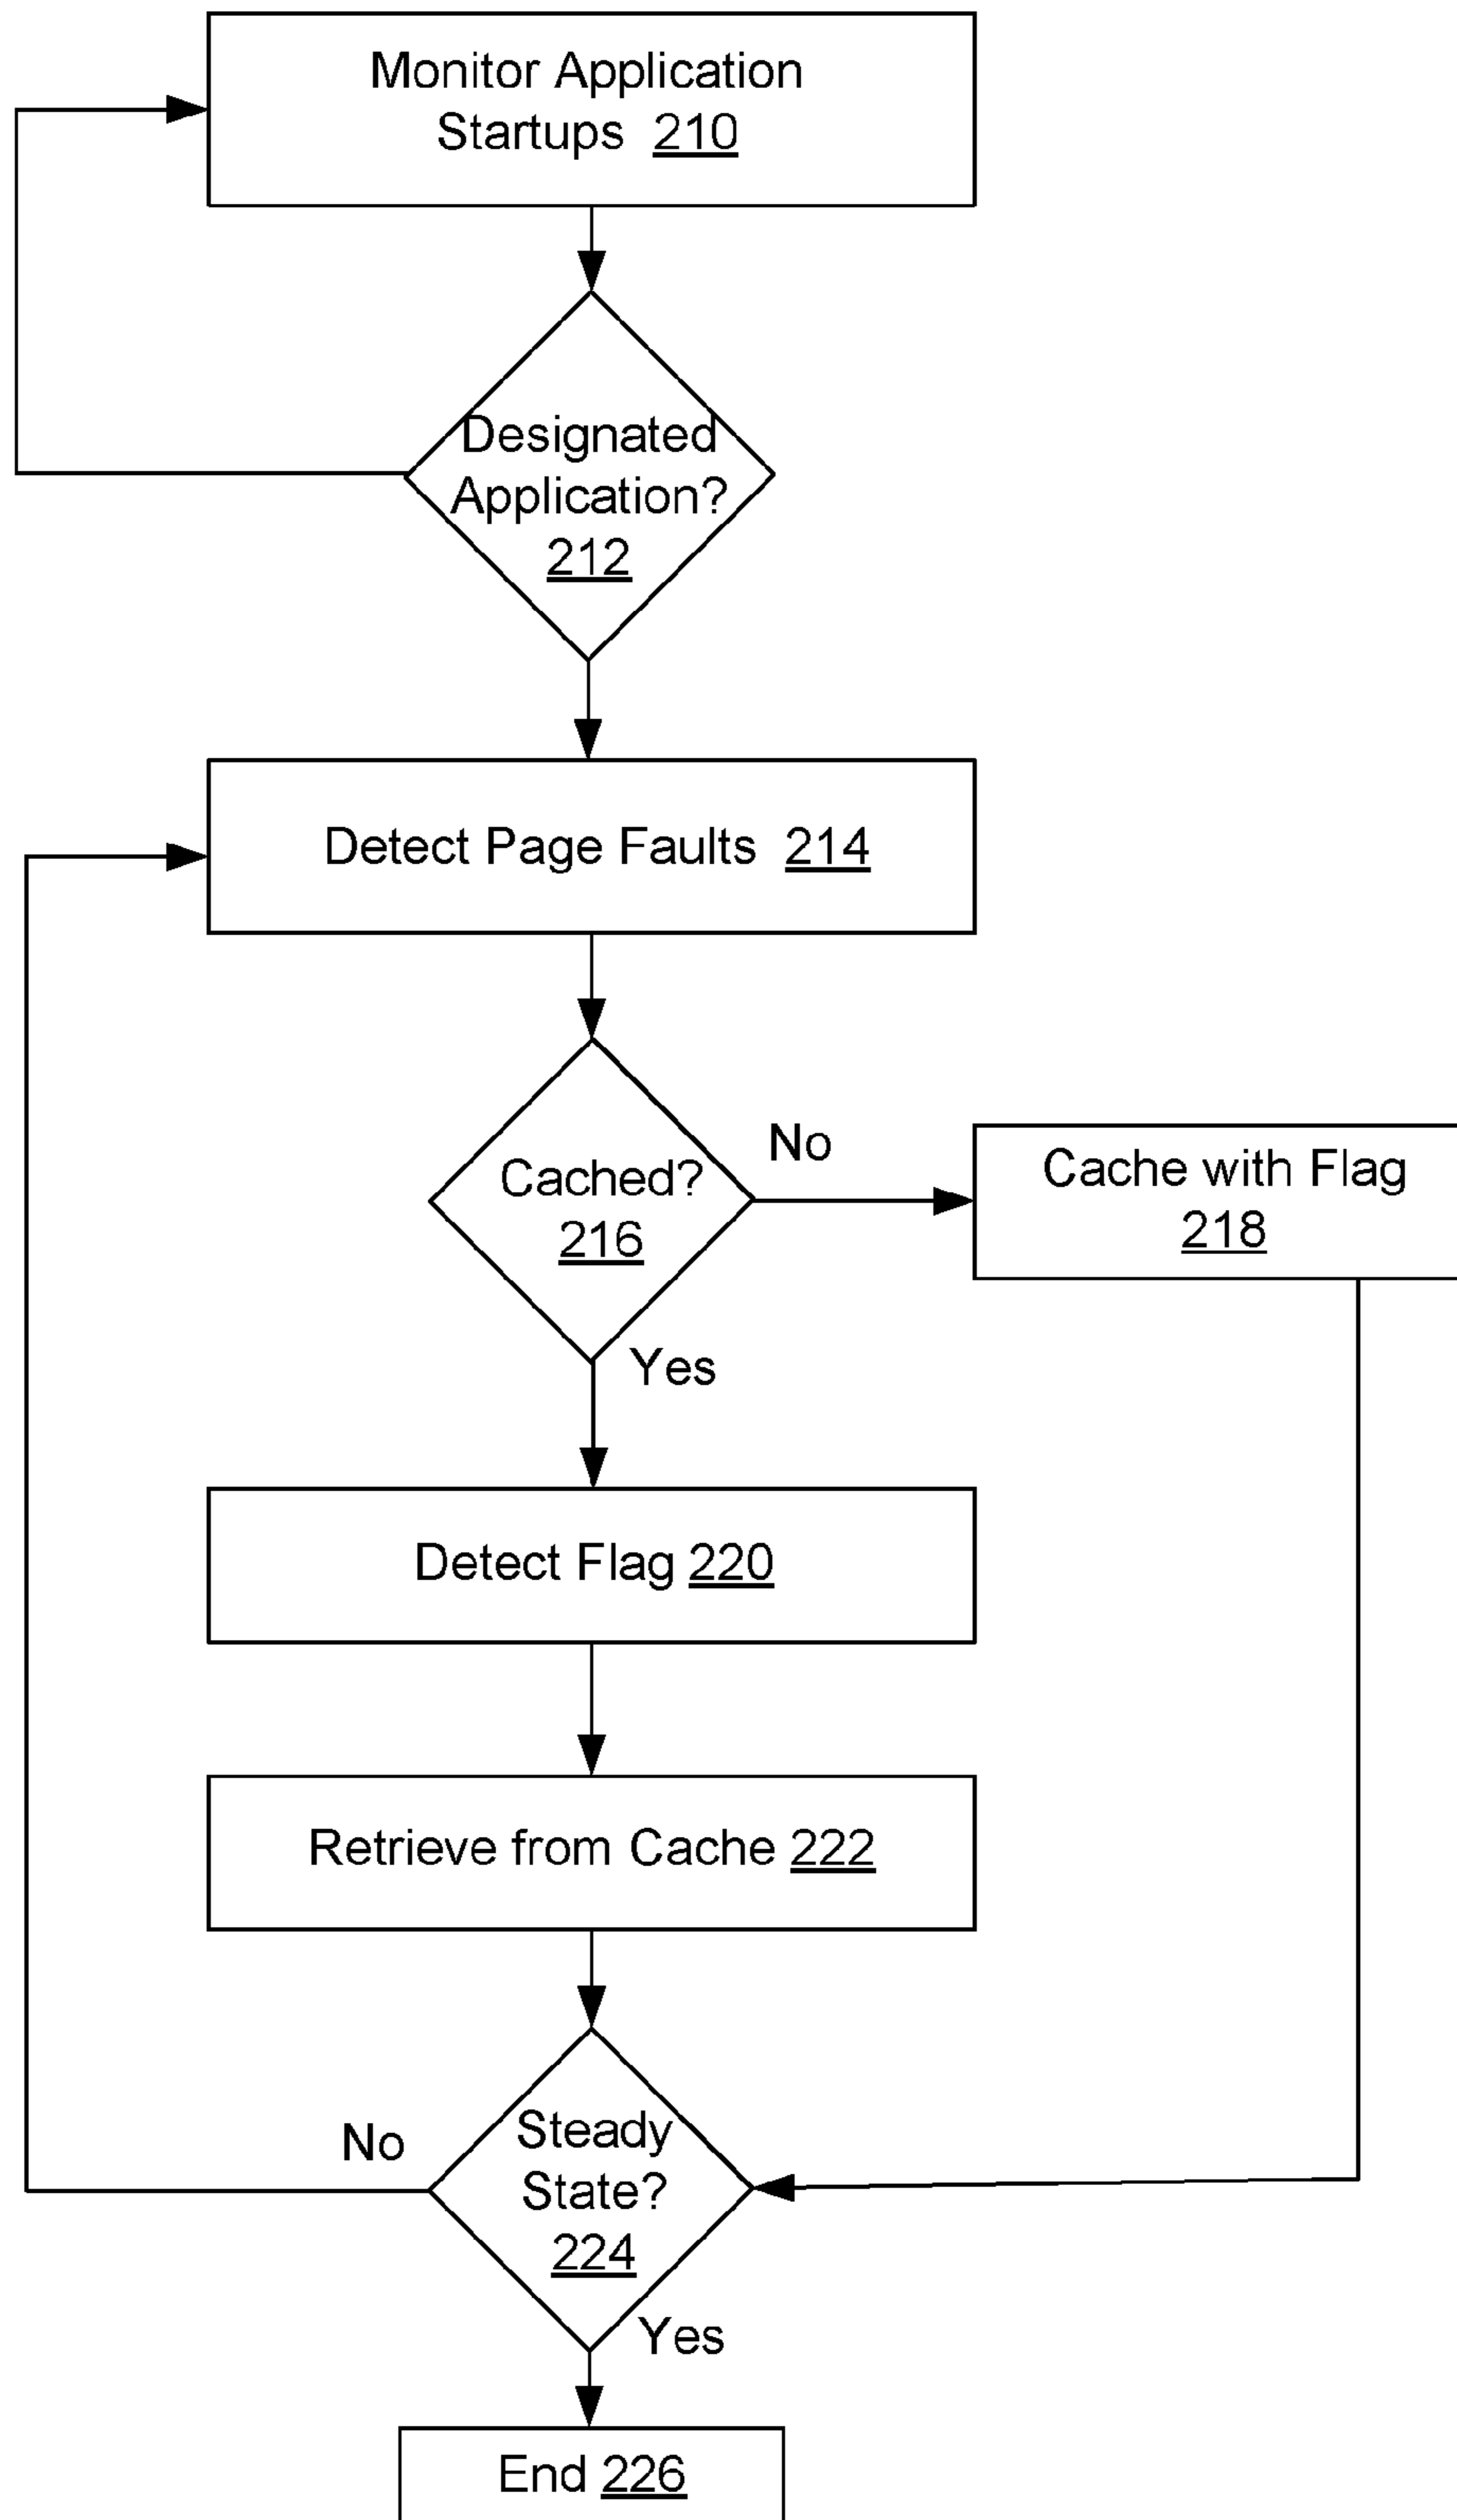 Monitor Application
Startups 210
Designated
Application?
212
Detect Page Faults 214
Cached?
216
No
Cache with Flag
218
Yes
Detect Flag 220
Retrieve from Cache 222
No
Steady
State?
224
Yes
End 226